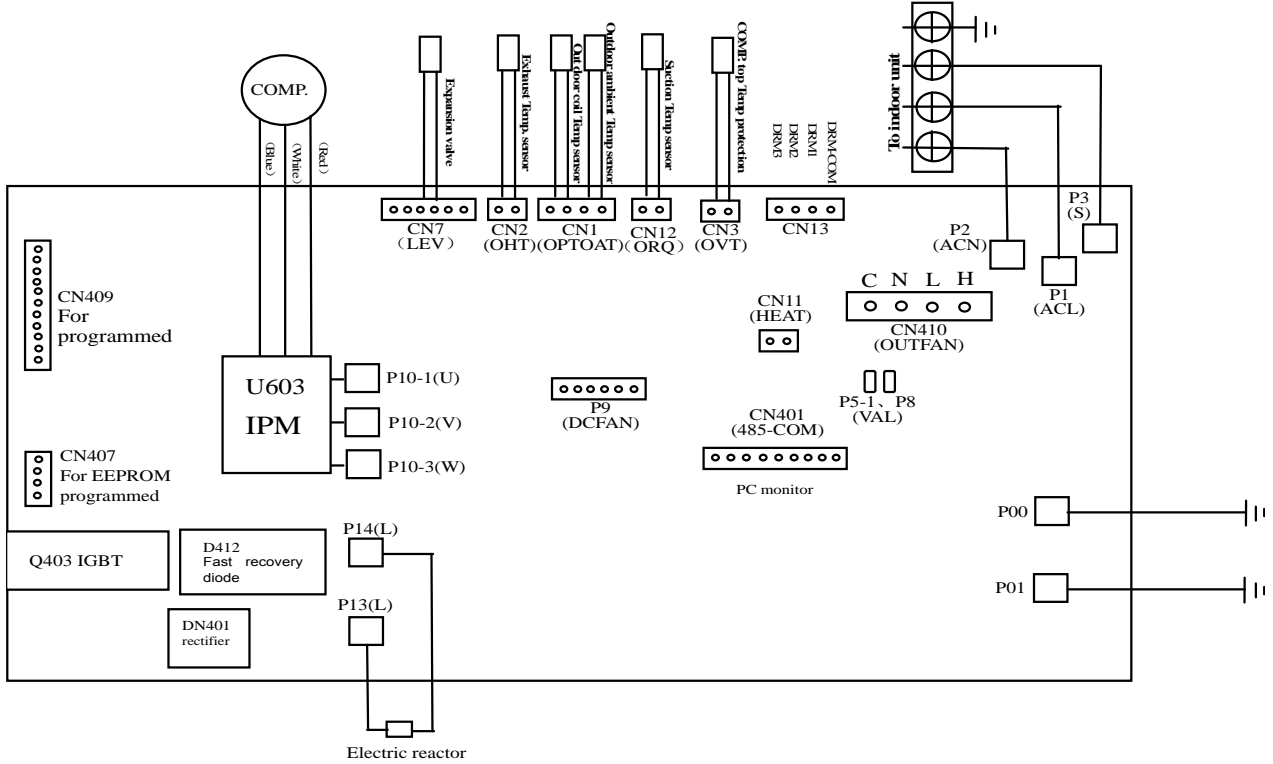 COMP.
(Blue)
(White)
(Red)
Expansion valve
Exhaust Temp. sensor
Out door coil Temp sensor
Outdoor ambient Temp sensor
Suction Temp sensor
COMP. top Temp protection
DRM3
DRM2
DRM1
DRM-COM
To indoor unit
CN7
(LEV)
CN2
(OHT)
CN1
(OPTOAT)
CN12
(ORQ)
CN3
(OVT)
CN13
P2
(ACN)
P3
(S)
P1
(ACL)
CN409
For
programmed
C N L H
CN410
(OUTFAN)
CN11
(HEAT)
U603
IPM
P10-1(U)
P10-2(V)
P10-3(W)
P9
(DCFAN)
P5-1、P8
(VAL)
CN401
(485-COM)
PC monitor
CN407
For EEPROM
programmed
P00
P01
Q403 IGBT
D412
Fast recovery
diode
P14(L)
P13(L)
DN401
rectifier
Electric reactor